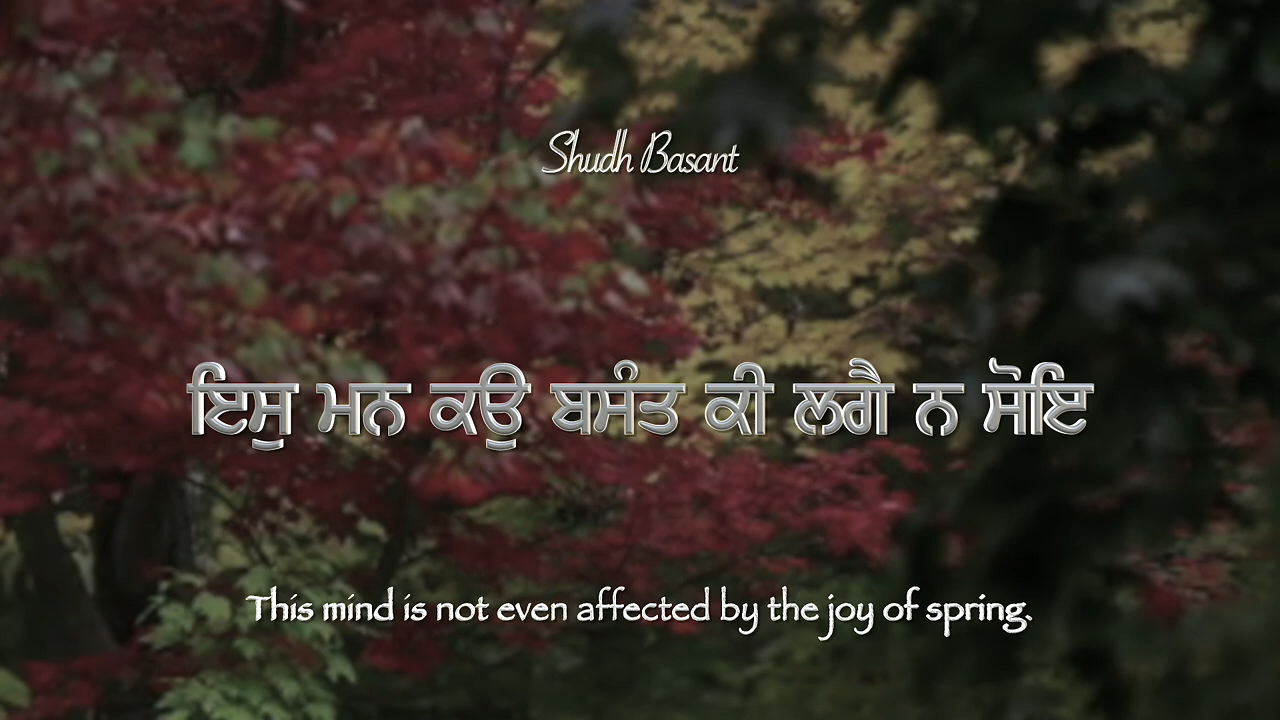 Shudh Basant
ਇਸੁ ਮਨ ਕਉ ਬਸੰਤ ਕੀ ਲਗੈ ਨ ਸੋਇ
This mind is not even affected by the joy of spring.